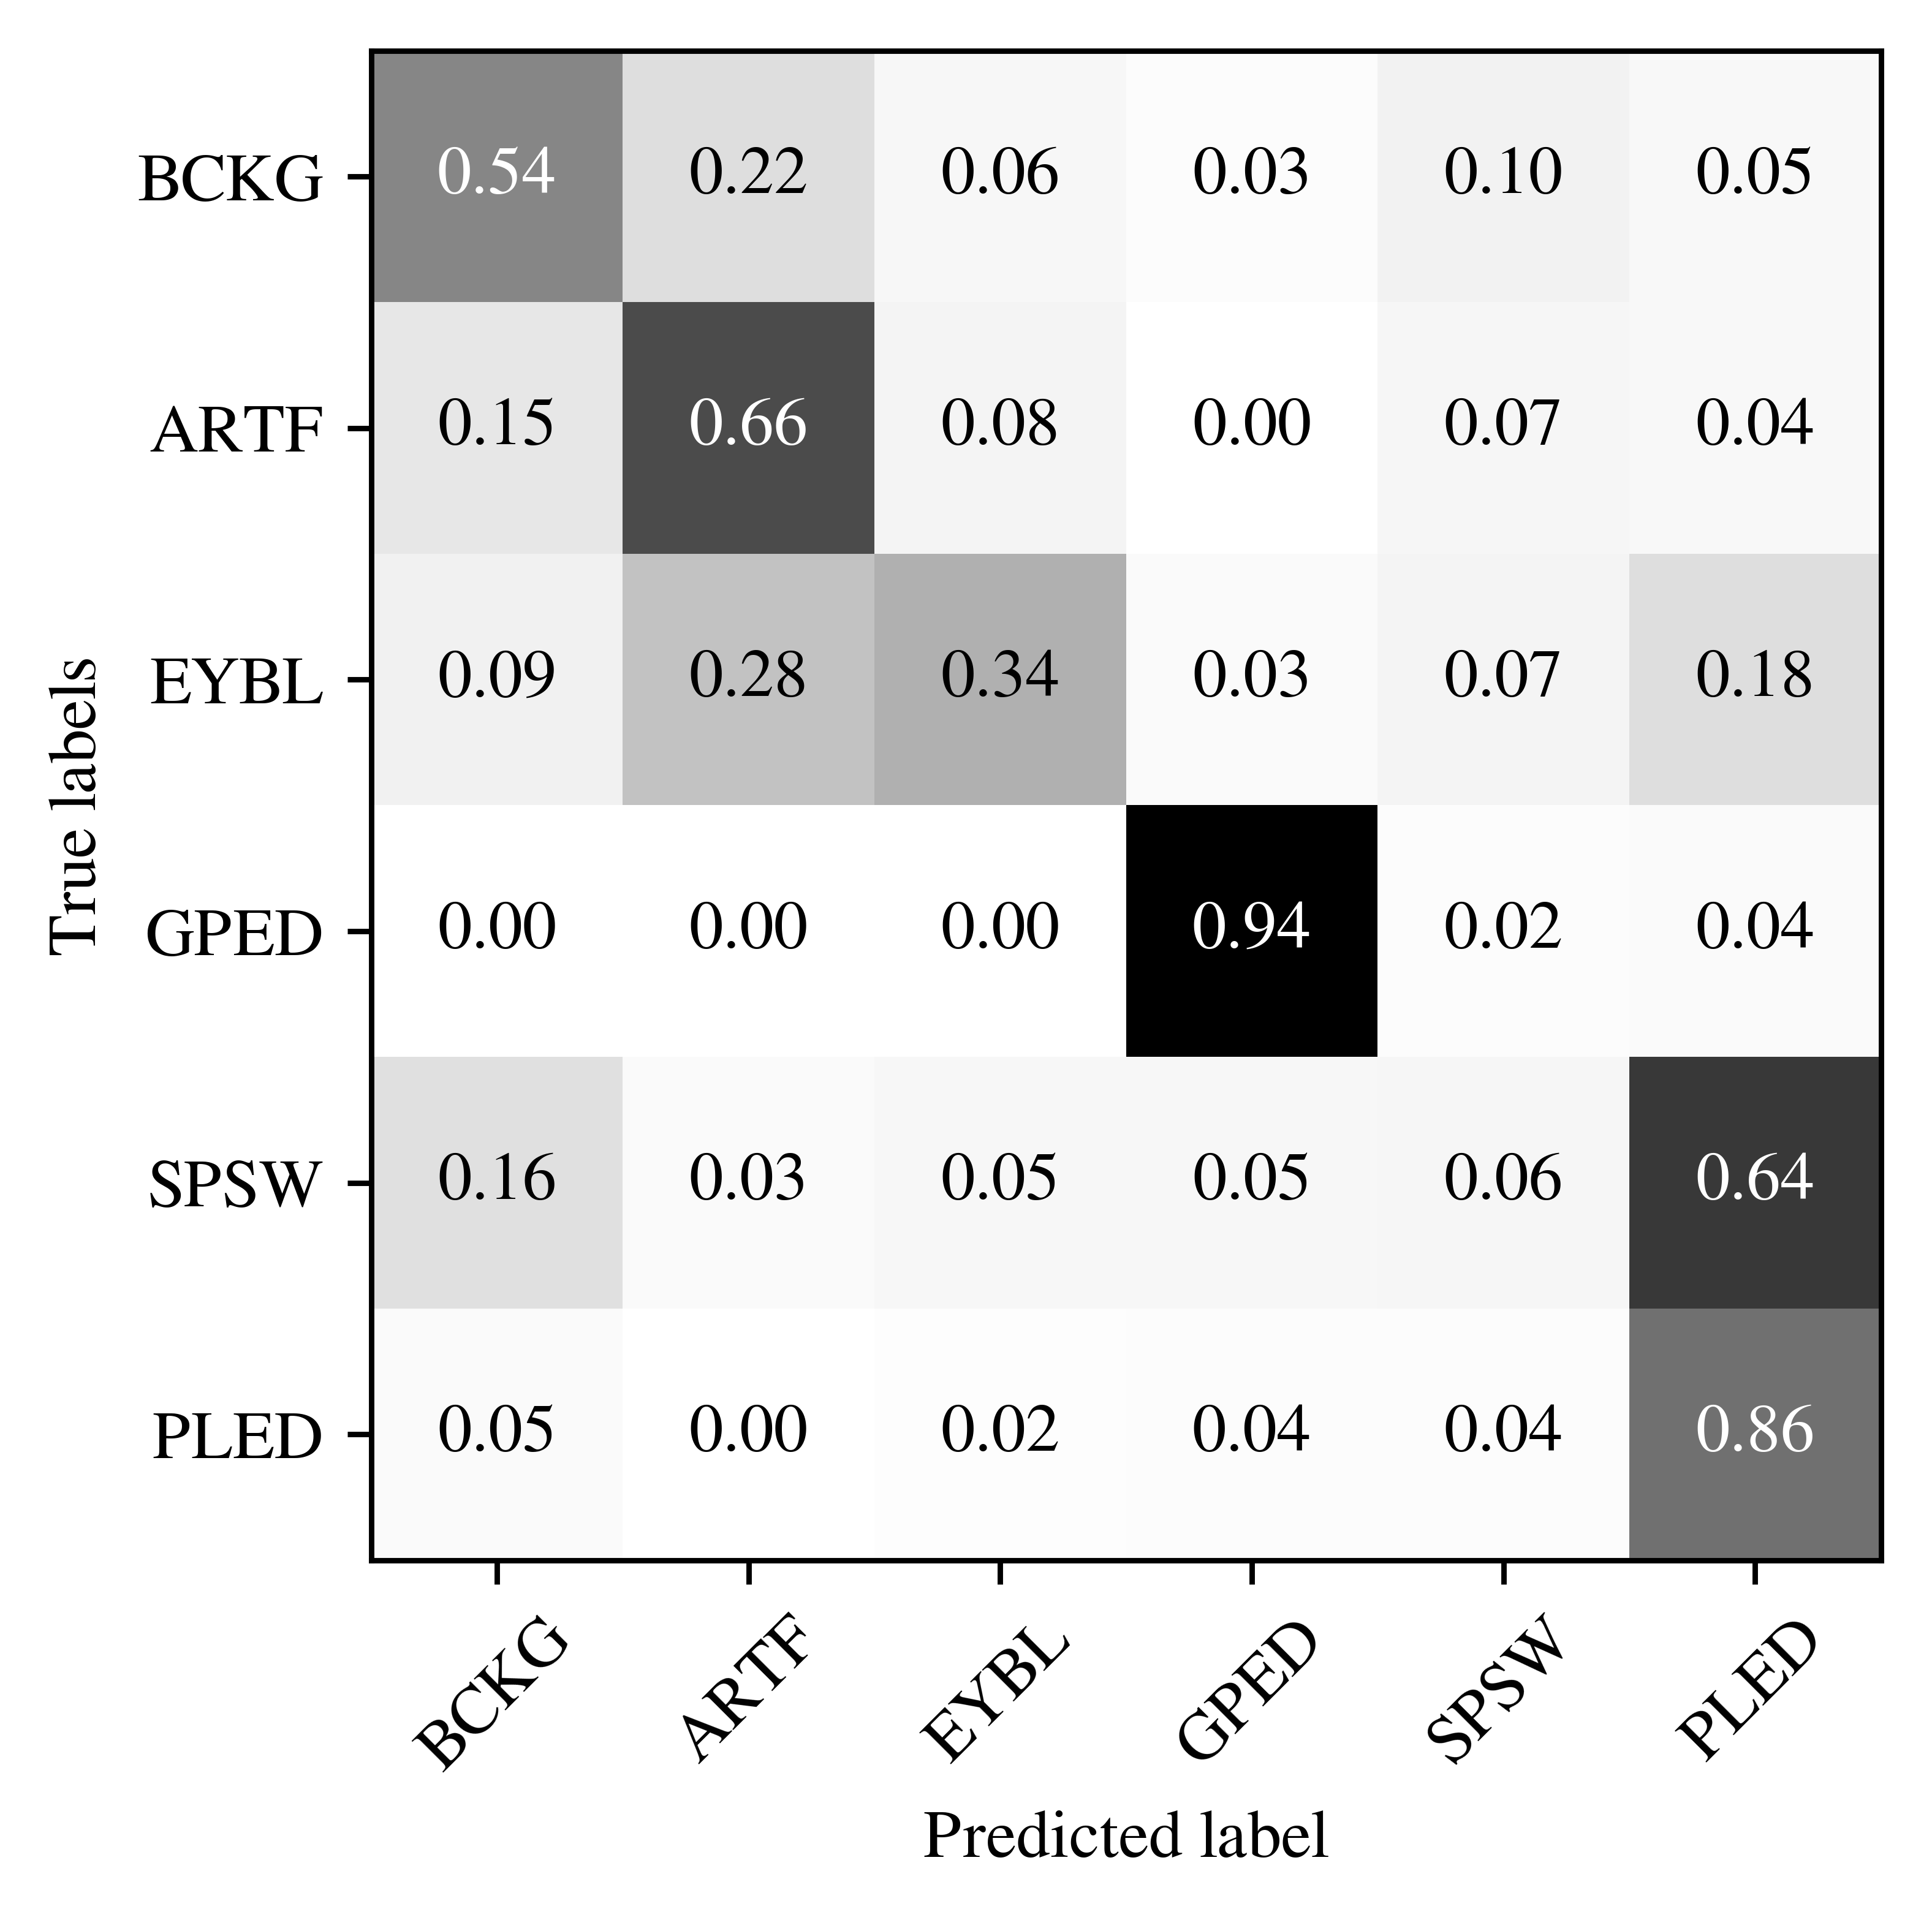 BCKG 0.54 0.22 0.06 0.03 0.10 0.05
ARTF 0.15 0.66 0.08 0.00 0.07 0.04
EYBL 0.09 0.28 0.34 0.03 0.07 0.18
GPED 0.00 0.00 0.00 0.94 0.02 0.04
SPSW 0.16 0.03 0.05 0.05 0.06 0.64
PLED 0.05 0.00 0.02 0.04 0.04 0.86
True labels
BCKG ARTF EYBL GPED SPSW PLED
Predicted label